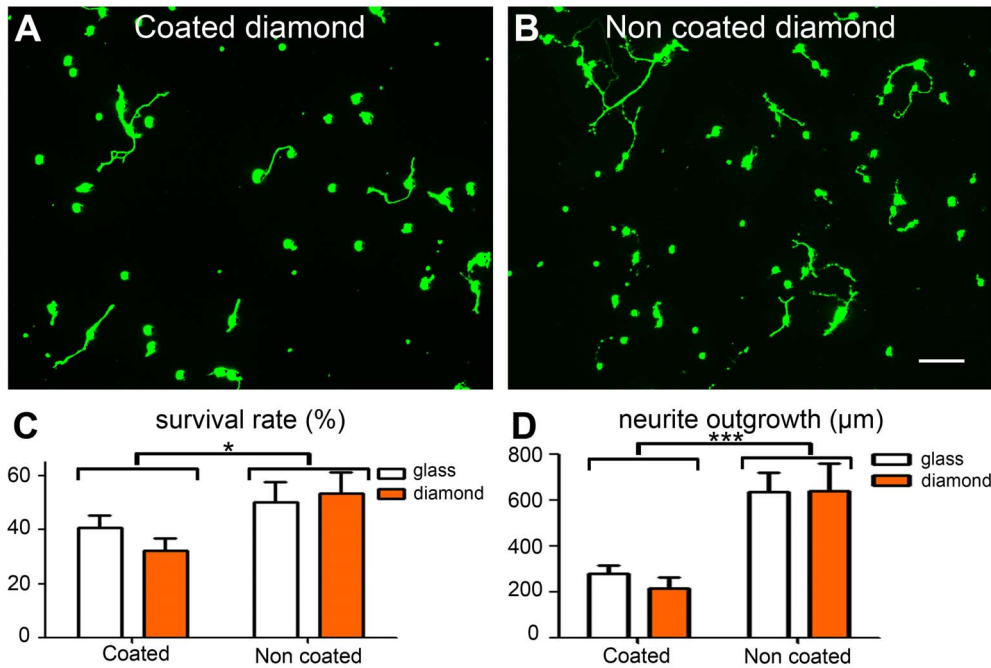 A Coated diamond
B Non coated diamond
C survival rate (%)
*
60
40
20
0
glass
diamond
Coated Non coated
D neurite outgrowth (µm)
***
800
600
400
200
0
glass
diamond
Coated Non coated